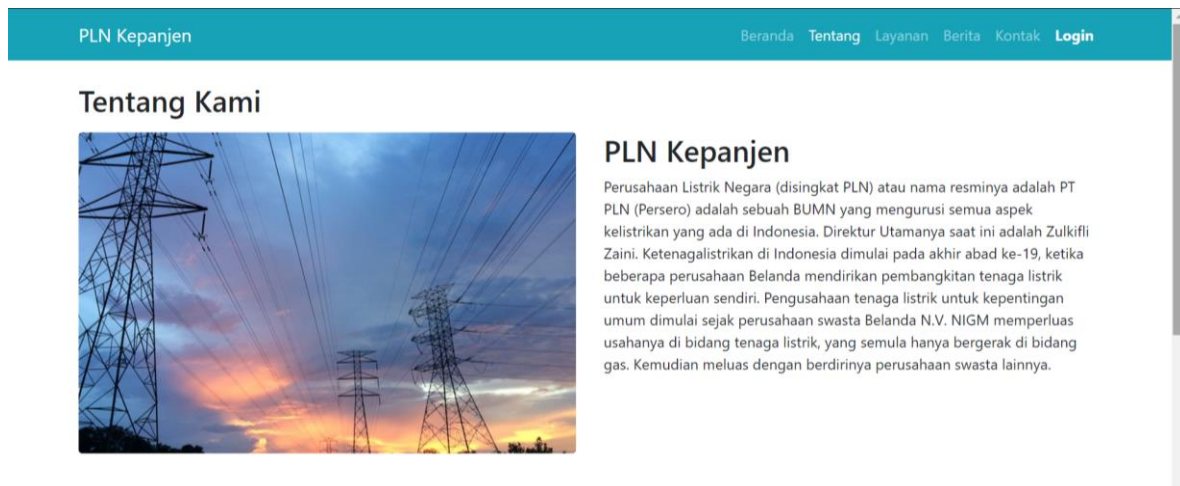 PLN Kepanjen
Beranda Tentang Layanan Berita Kontak Login
Tentang Kami
PLN Kepanjen
Perusahaan Listrik Negara (disingkat PLN) atau nama resminya adalah PT
PLN (Persero) adalah sebuah BUMN yang mengurusi semua aspek
kelistrikan yang ada di Indonesia. Direktur Utamanya saat ini adalah Zulkifli
Zaini. Ketenagalistrikan di Indonesia dimulai pada akhir abad ke-19, ketika
beberapa perusahaan Belanda mendirikan pembangkitan tenaga listrik
untuk keperluan sendiri. Pengusahaan tenaga listrik untuk kepentingan
umum dimulai sejak perusahaan swasta Belanda N.V. NIGM memperluas
usahanya di bidang tenaga listrik, yang semula hanya bergerak di bidang
gas. Kemudian meluas dengan berdirinya perusahaan swasta lainnya.